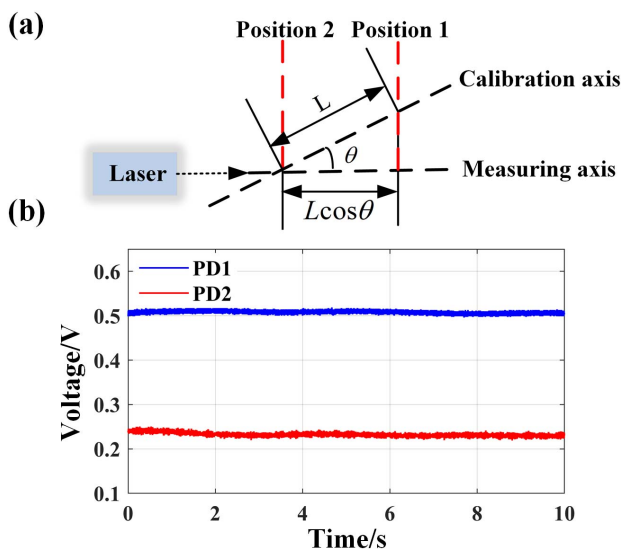 (a)
Position 2 Position 1
Calibration axis
L
θ
Laser
Measuring axis
Lcosθ
(b)
0.6
PD1
PD2
0.5
0.4
0.3
0.2
0.1
Voltage/V
0 2 4 6 8 10
Time/s